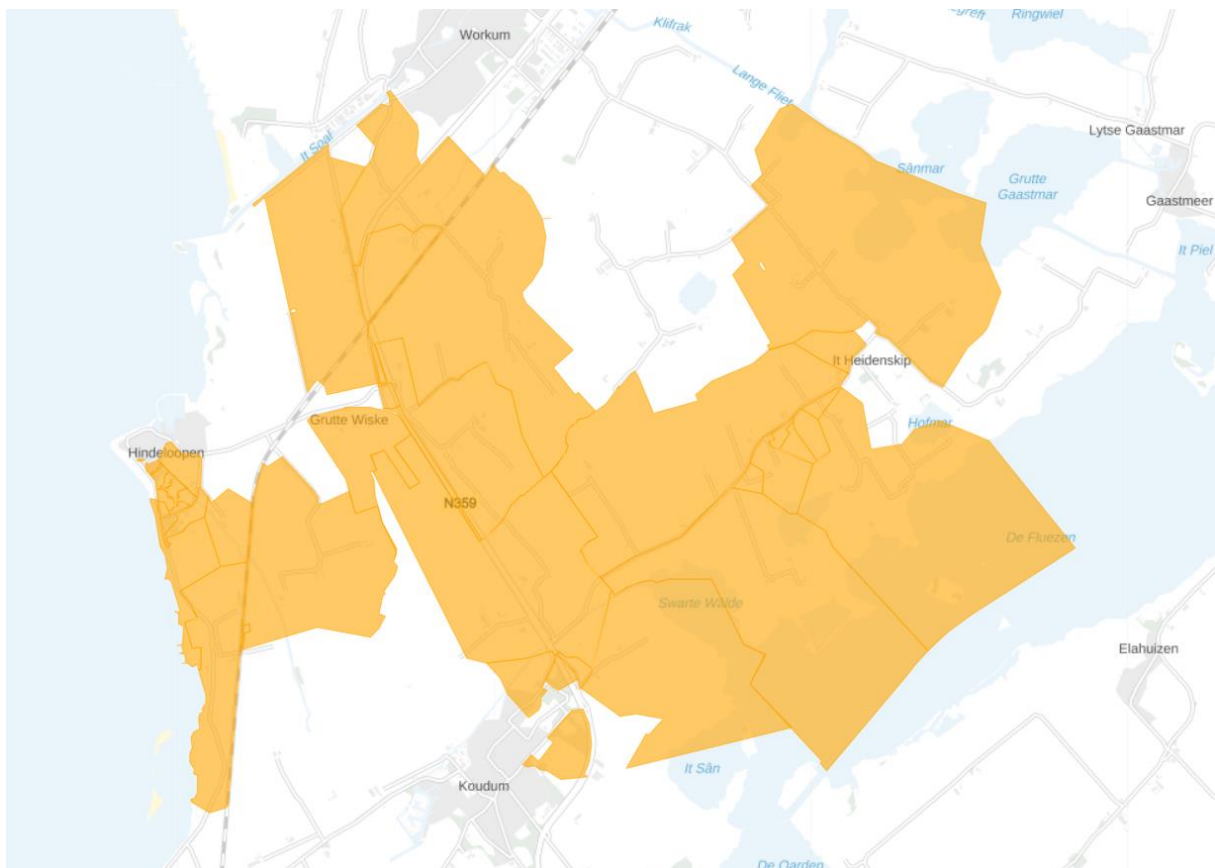 Ringwiel
Klifrak
Workum
Lange Fliet
Lytse Gaastmar
It Soal
Sânmar
Grutte
Gaastmar
Gaastmeer
It Piel
It Heidenskip
Grutte Wiske
Hofmar
Hindeloopen
N359
De Fluezen
Swarte Wâlde
Elahuizen
It Sân
Koudum
De Oarden